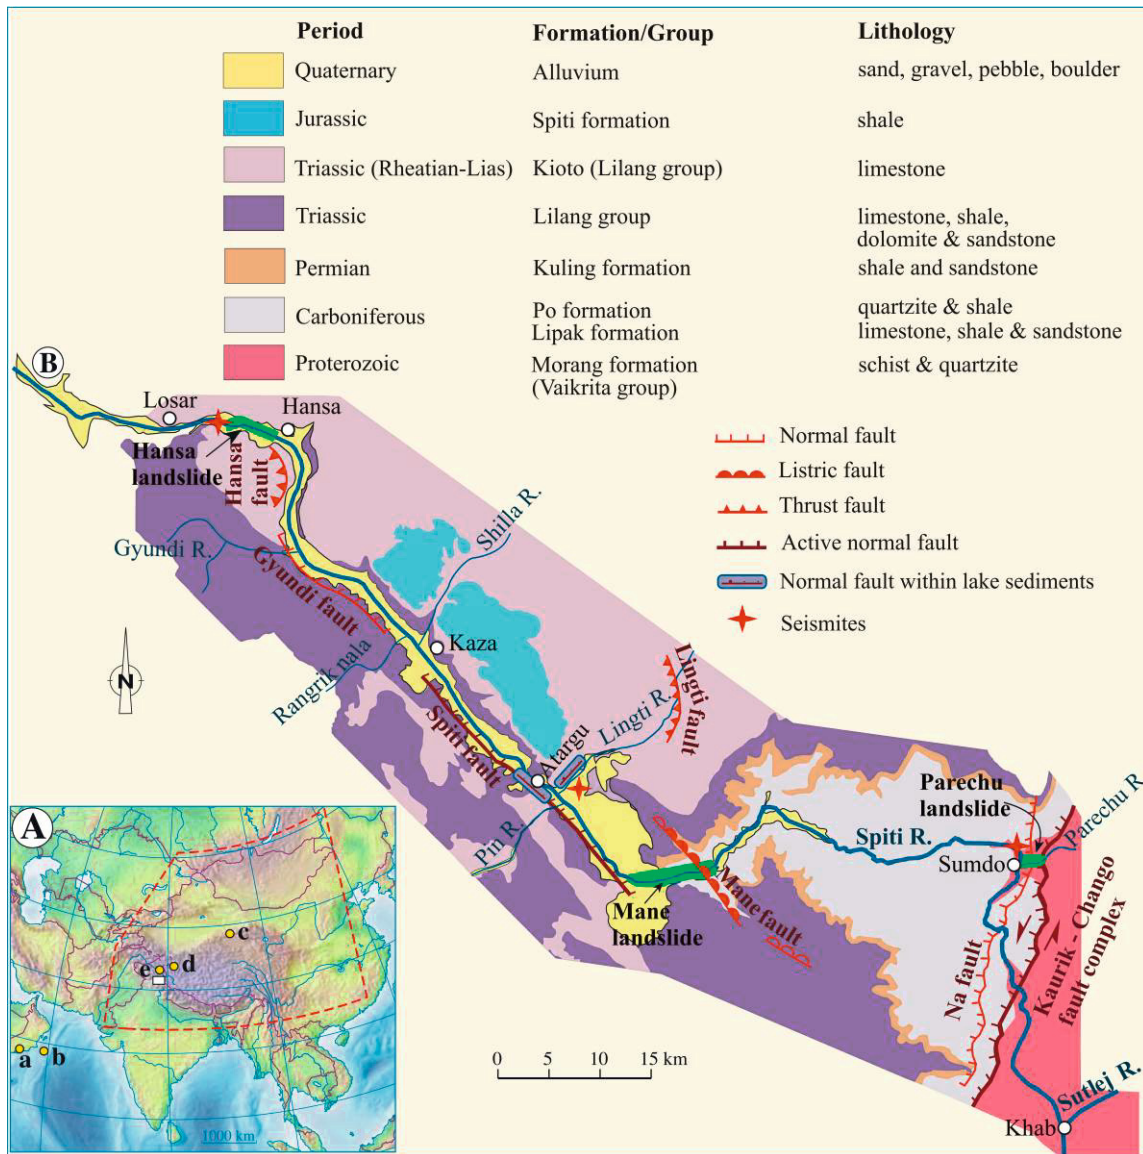 Period Formation/Group Lithology
Quaternary Alluvium sand, gravel, pebble, boulder
Jurassic Spiti formation shale
Triassic (Rheatian-Lias) Kioto (Lilang group) limestone
Triassic Lilang group limestone, shale,
dolomite & sandstone
Permian Kuling formation shale and sandstone
Carboniferous Po formation quartzite & shale
Lipak formation limestone, shale & sandstone
Proterozoic Morang formation schist & quartzite
(Vaikrita group)
B
Losar
Hansa
Hansa
landslide
Hansa
fault
Normal fault
Listric fault
Thrust fault
Active normal fault
Normal fault within lake sediments
Seismites
Gyundi R.
Gyundi fault
Shilla R.
Kaza
Rangrik nala
N
Spiti fault
Atargu
Lingti R.
Lingti fault
Pin R.
Mane
landslide
Mane fault
Spiti R.
Parechu
landslide
Parechu R.
Sumdo
Na fault
Kaurik - Chango
fault complex
Sutlej R.
Khab
0 5 10 15 km
A
a
b
c
d
e
1000 km